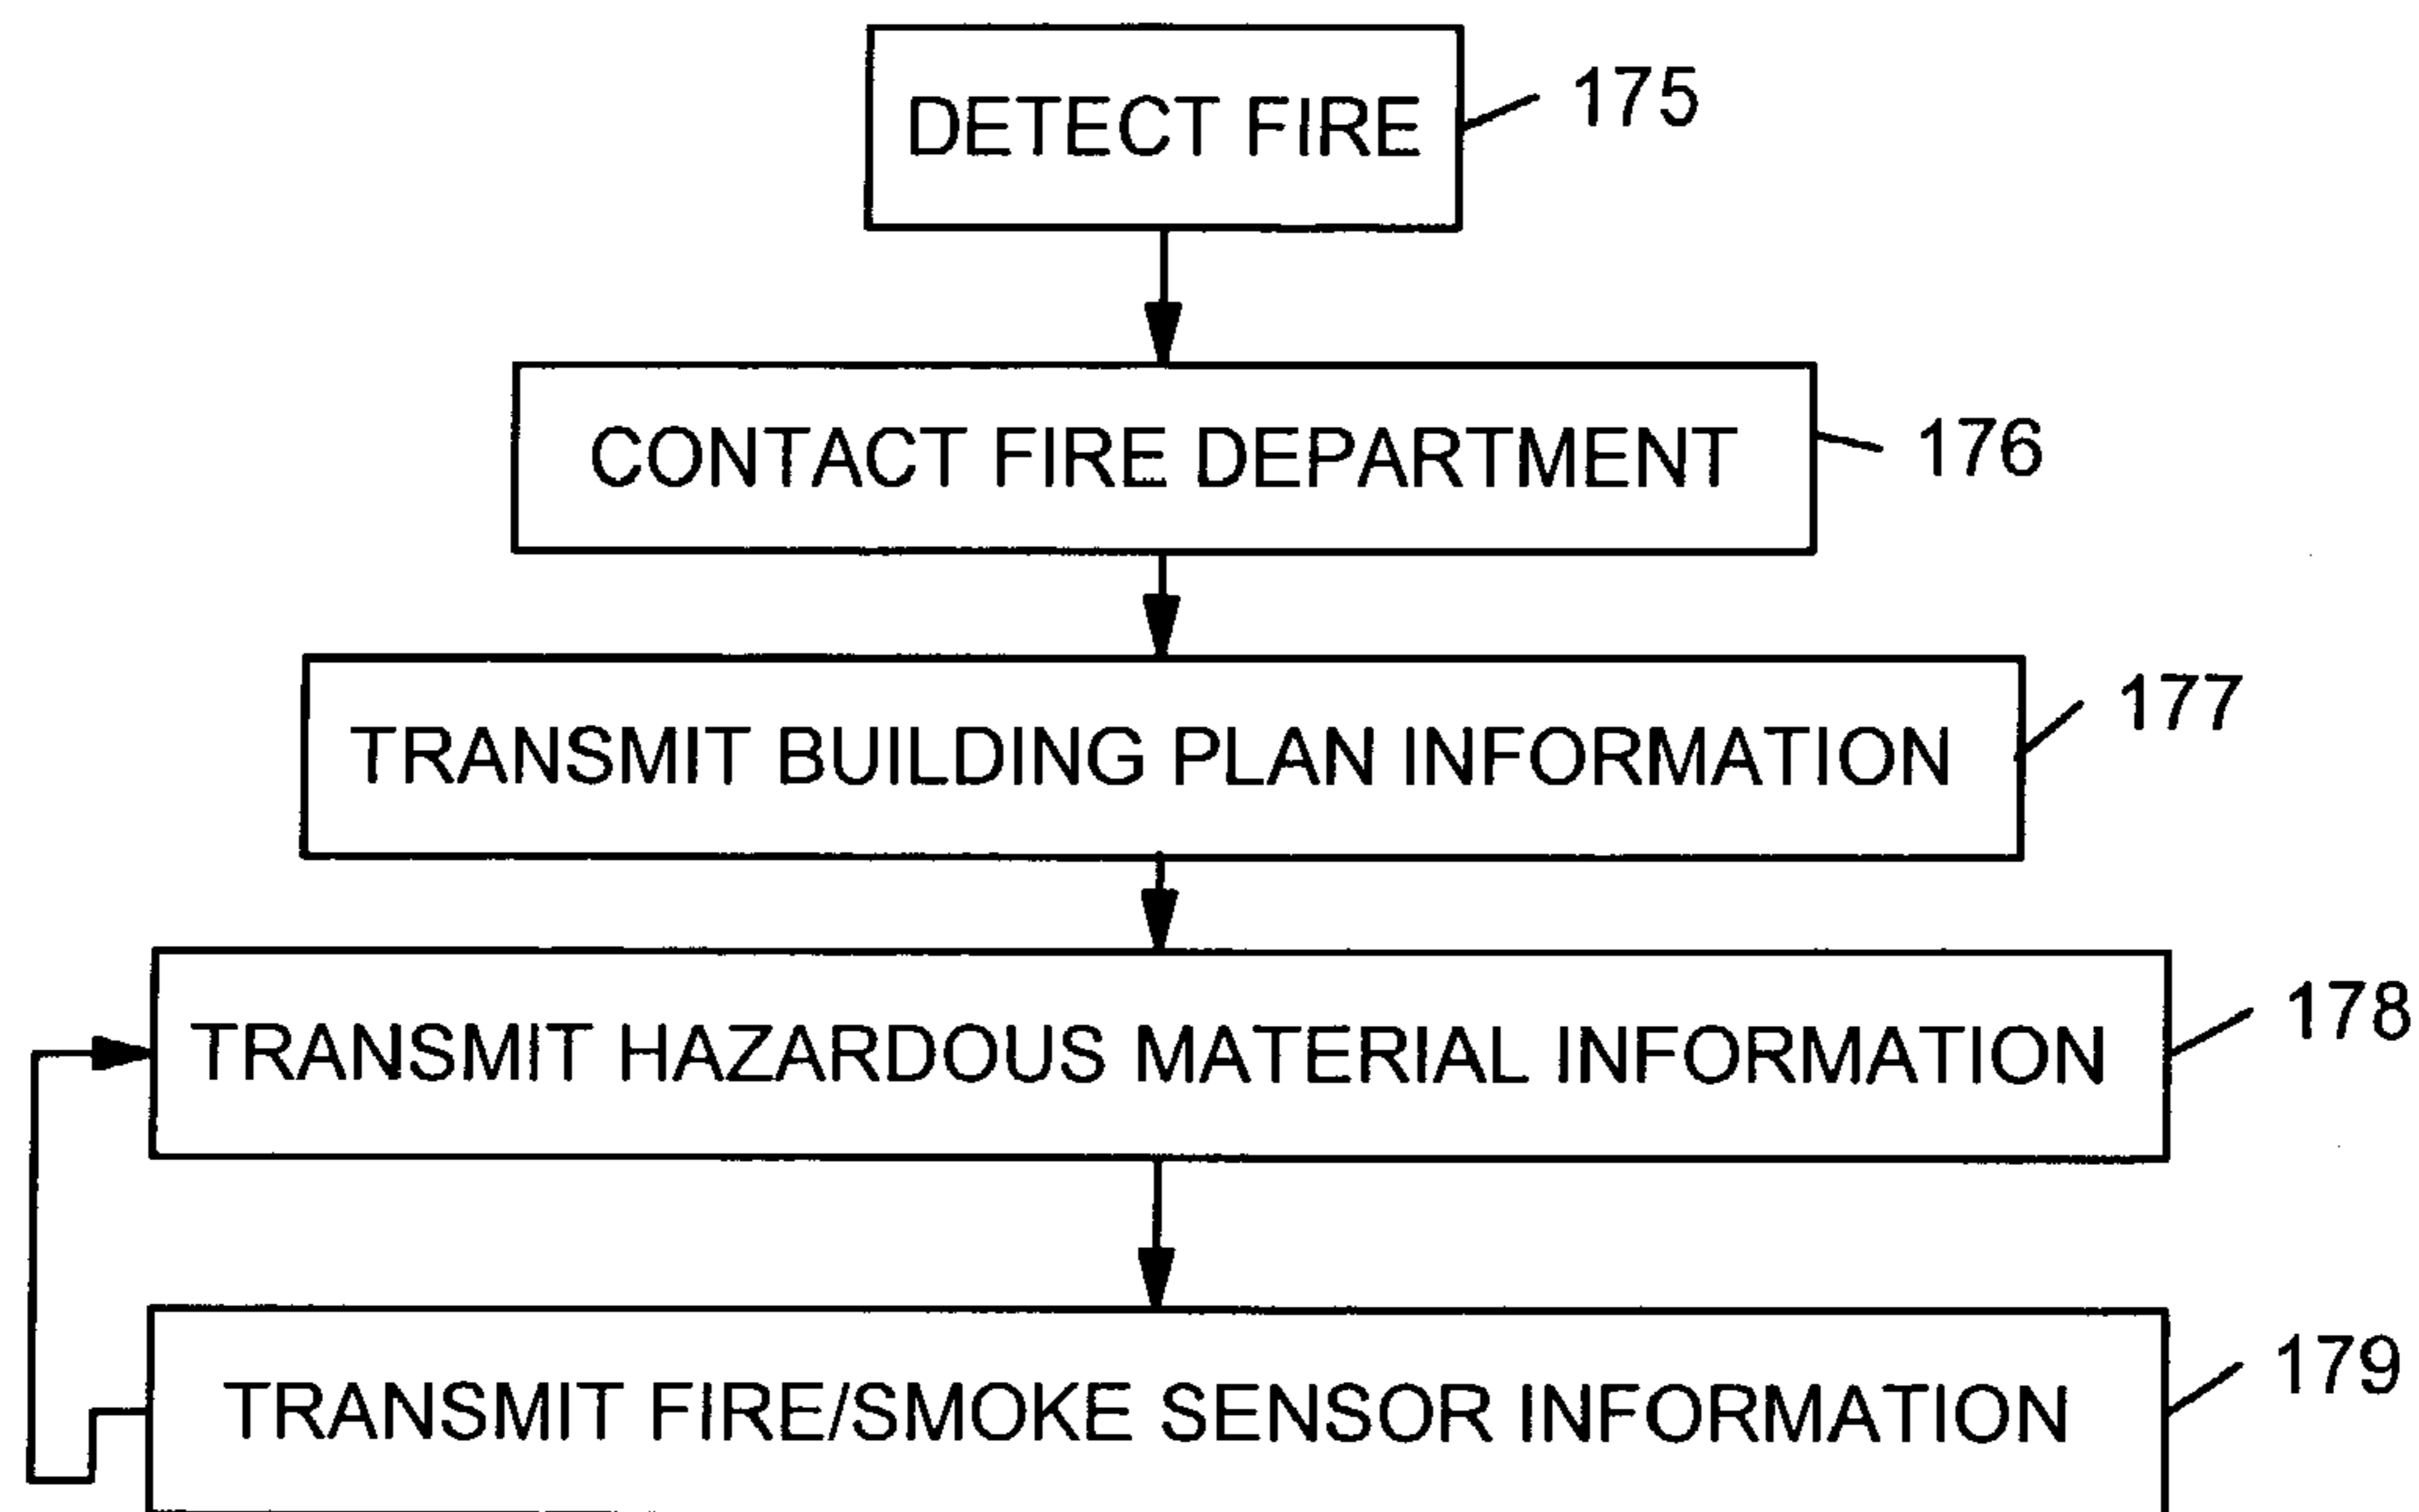 DETECT FIRE
175
CONTACT FIRE DEPARTMENT
176
TRANSMIT BUILDING PLAN INFORMATION
177
TRANSMIT HAZARDOUS MATERIAL INFORMATION
178
TRANSMIT FIRE/SMOKE SENSOR INFORMATION
179